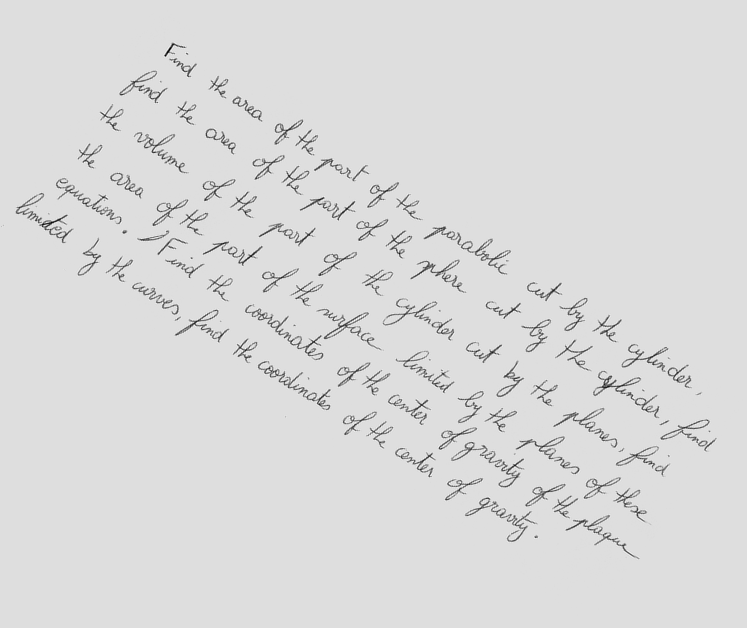 Find the area of the part of the parabolic cut by the cylinder,
find the area of the part of the sphere cut by the cylinder, find
the volume of the part of the cylinder cut by the planes, find
the area of the part of the surface limited by the planes of these
equations. Find the coordinates of the center of gravity of the plaque
limited by the curves, find the coordinates of the center of gravity.